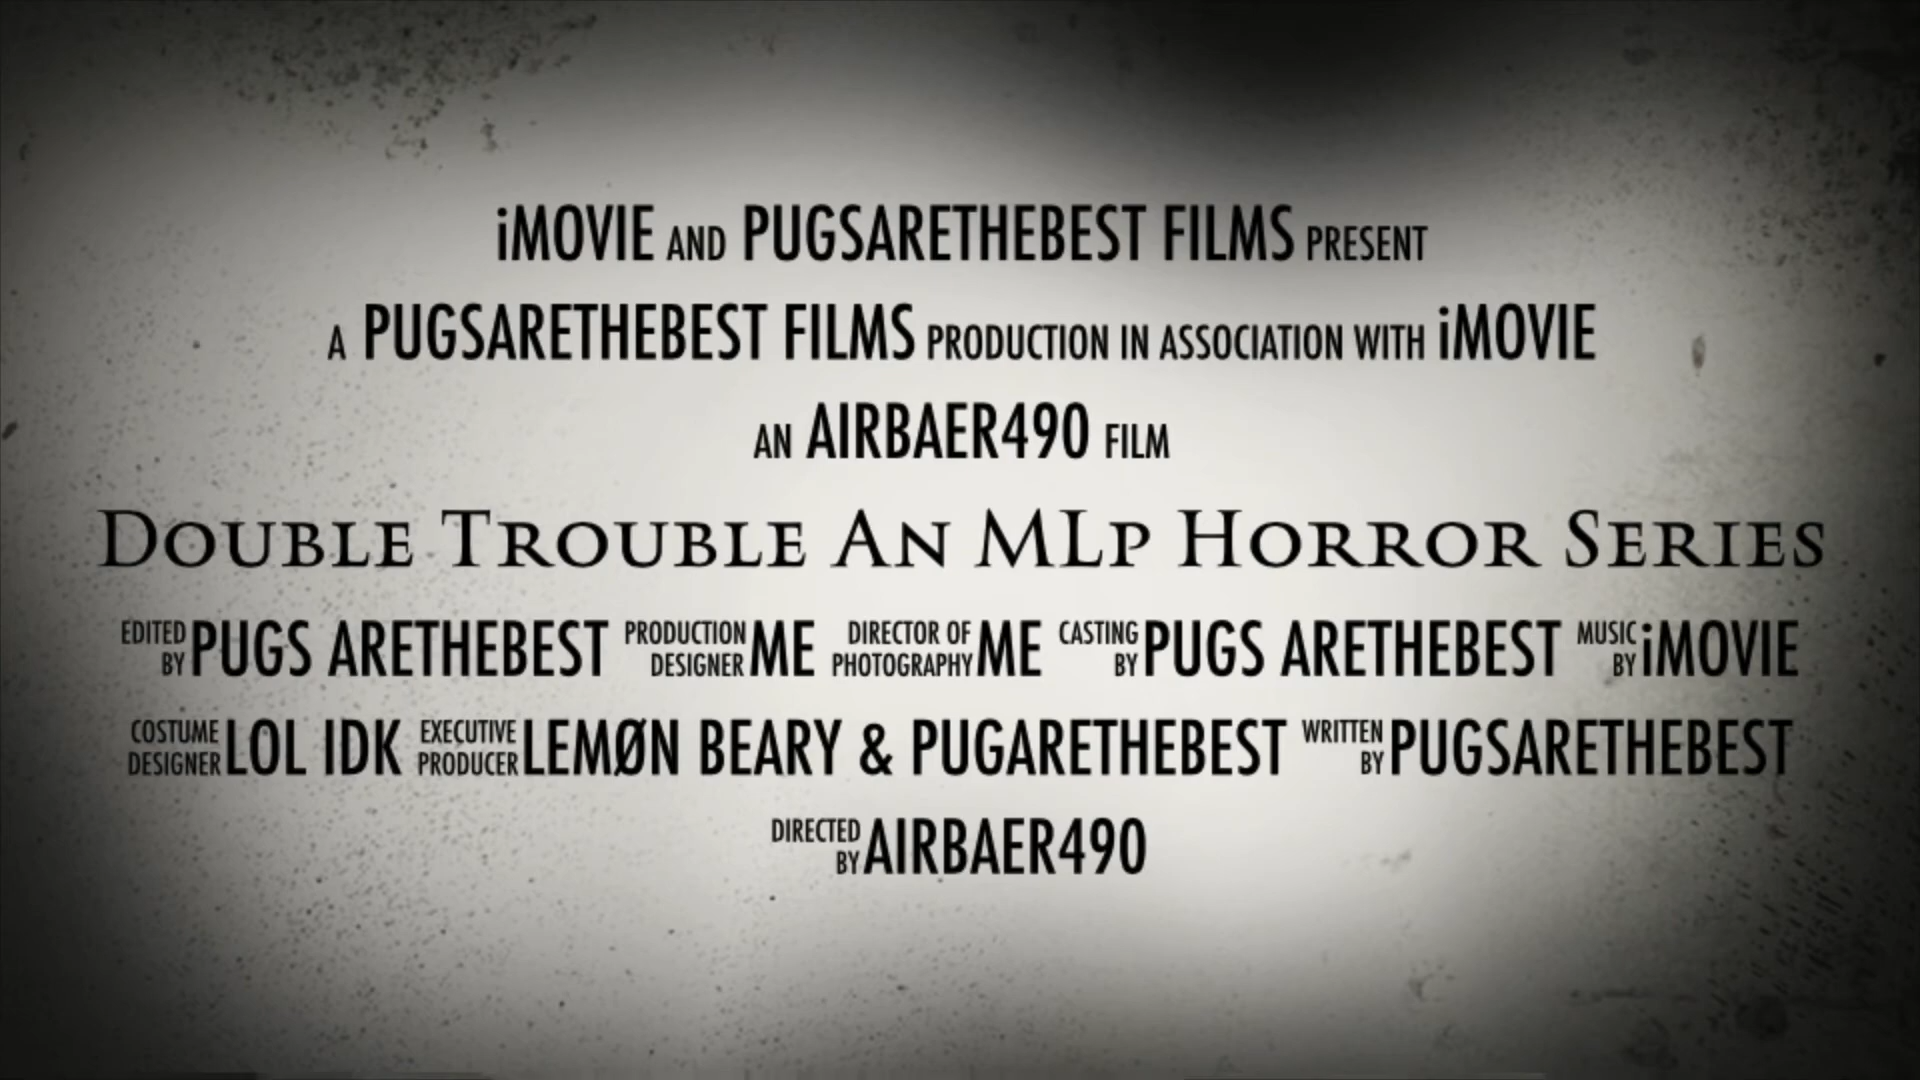 iMOVIE AND PUGSARETHEBEST FILMS PRESENT
A PUGSARETHEBEST FILMS PRODUCTION IN ASSOCIATION WITH iMOVIE
AN AIRBAER490 FILM
DOUBLE TROUBLE AN MLP HORROR SERIES
EDITED BY PUGS ARETHEBEST PRODUCTION DESIGNER ME DIRECTOR OF PHOTOGRAPHY ME CASTING BY PUGS ARETHEBEST MUSIC BY iMOVIE
COSTUME DESIGNER LOL IDK EXECUTIVE PRODUCER LEMØN BEARY & PUGARETHEBEST WRITTEN BY PUGSARETHEBEST
DIRECTED BY AIRBAER490